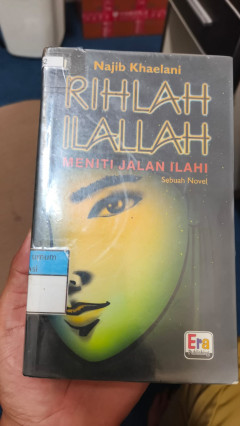 Najib Khaelani
RIHLAH
ILALLAH
MENITI JALAN ILAHI
Sebuah Novel
Era